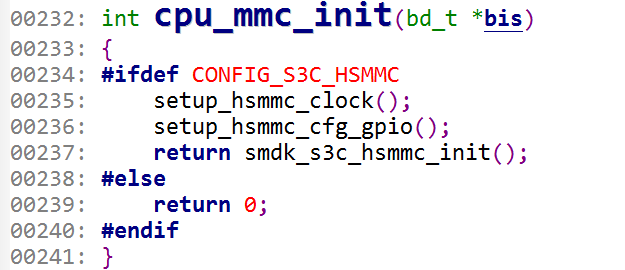 00232: int cpu_mmc_init(bd_t *bis)
00233: {
00234: #ifdef CONFIG_S3C_HSMMC
00235:     setup_hsmmc_clock();
00236:     setup_hsmmc_cfg_gpio();
00237:     return smdk_s3c_hsmmc_init();
00238: #else
00239:     return 0;
00240: #endif
00241: }